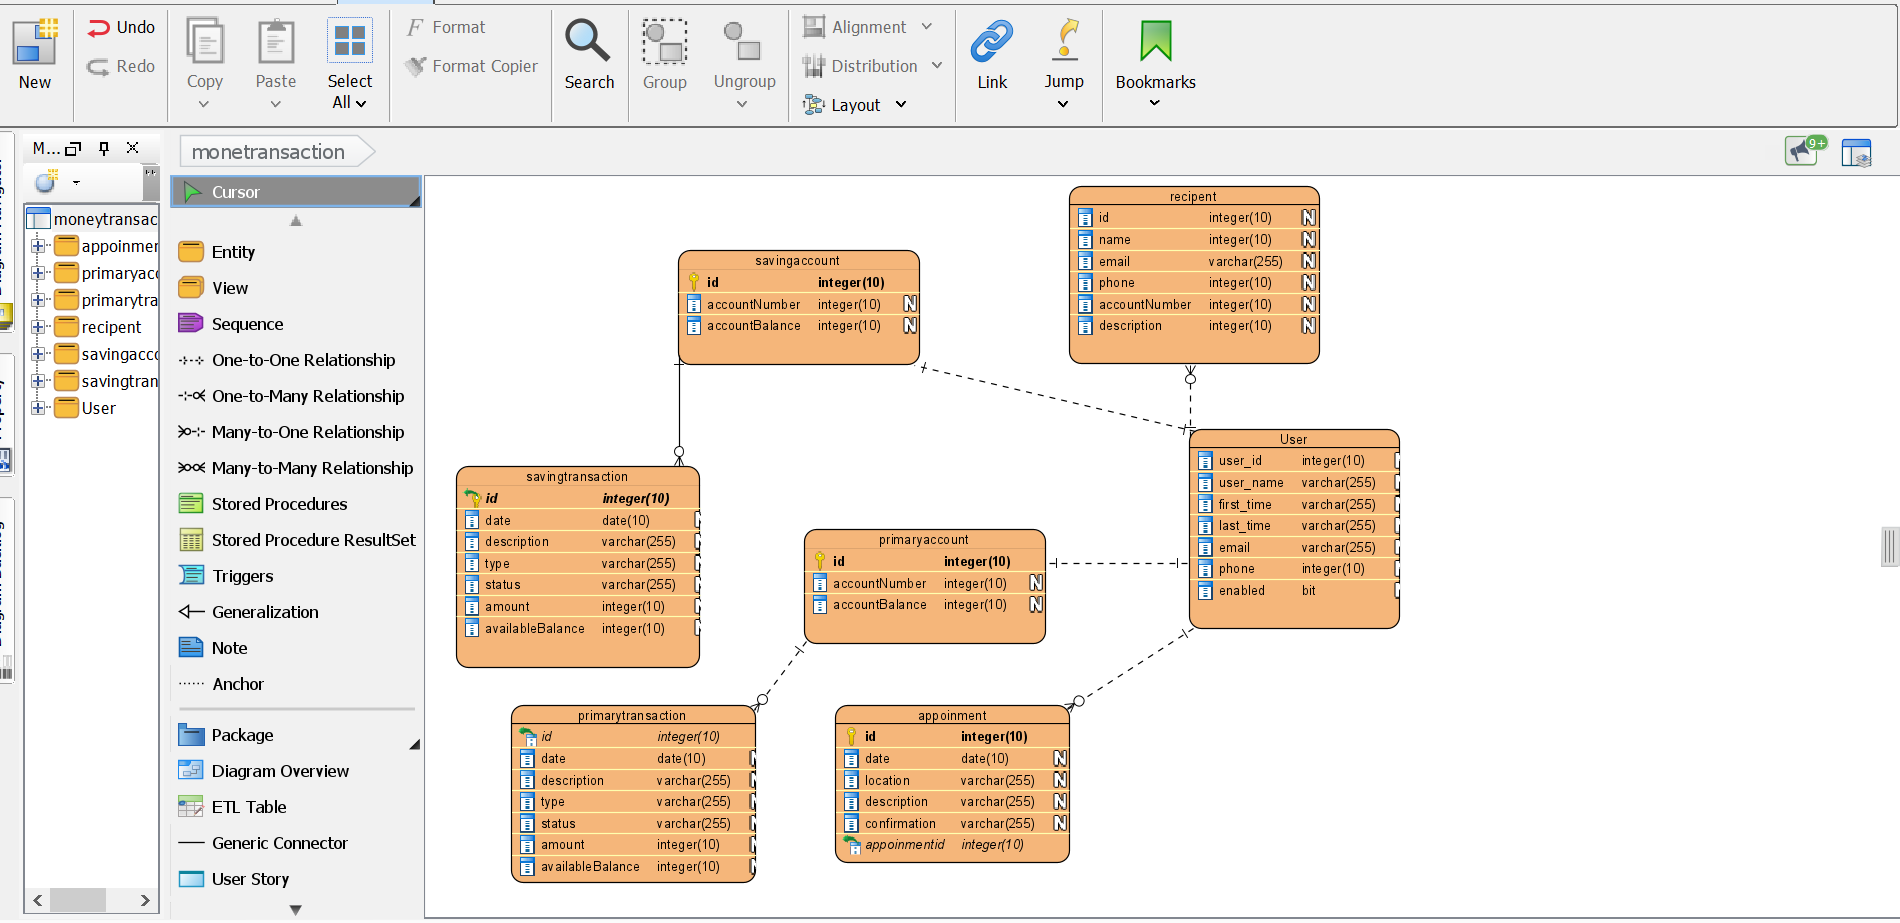 New
Undo
Redo
Copy
Paste
Select
All
Format
Format Copier
Search
Group
Ungroup
Alignment
Distribution
Layout
Link
Jump
Bookmarks
M...
monetransaction
9+
moneytransac
appoinmer
primaryacc
primarytra
recipent
savingacco
savingtran
User
Cursor
Entity
View
Sequence
One-to-One Relationship
One-to-Many Relationship
Many-to-One Relationship
Many-to-Many Relationship
Stored Procedures
Stored Procedure ResultSet
Triggers
Generalization
Note
Anchor
Package
Diagram Overview
ETL Table
Generic Connector
User Story
recipent
id integer(10) N
name integer(10) N
email varchar(255) N
phone integer(10) N
accountNumber integer(10) N
description integer(10) N
savingaccount
id integer(10)
accountNumber integer(10) N
accountBalance integer(10) N
User
user_id integer(10)
user_name varchar(255)
first_time varchar(255)
last_time varchar(255)
email varchar(255)
phone integer(10)
enabled bit
savingtransaction
id integer(10)
date date(10)
description varchar(255)
type varchar(255)
status varchar(255)
amount integer(10)
availableBalance integer(10)
primaryaccount
id integer(10)
accountNumber integer(10) N
accountBalance integer(10) N
primarytransaction
id integer(10)
date date(10)
description varchar(255)
type varchar(255)
status varchar(255)
amount integer(10)
availableBalance integer(10)
appoinment
id integer(10)
date date(10) N
location varchar(255) N
description varchar(255) N
confirmation varchar(255) N
appoinmentid integer(10)